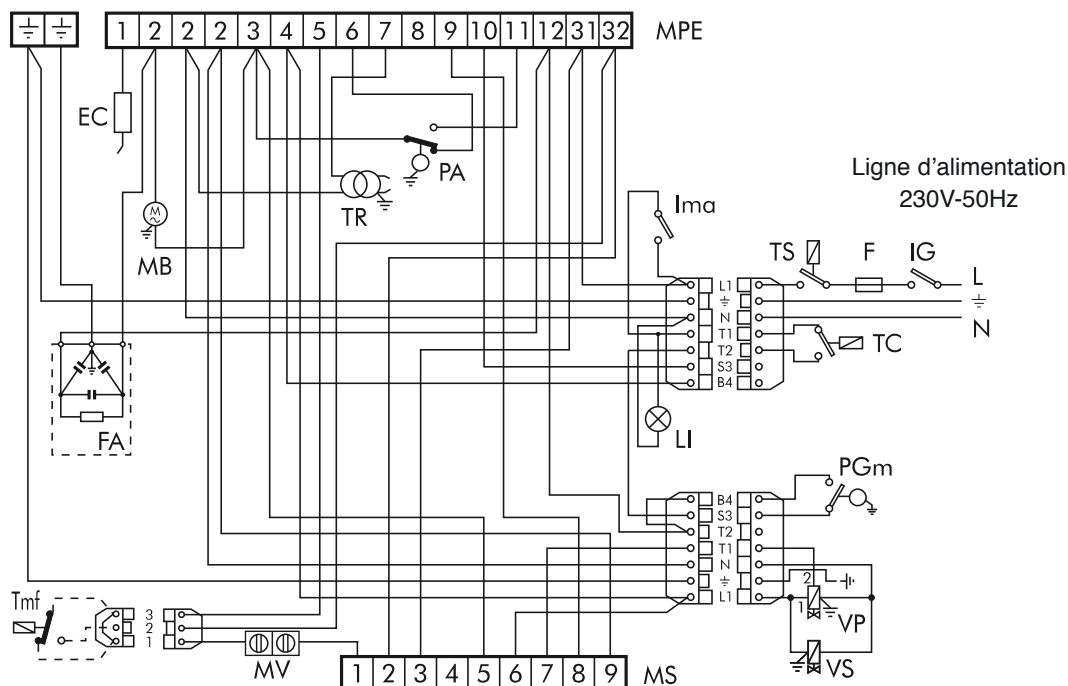 1 2 2 2 3 4 5 6 7 8 9 10 11 12 31 32 MPE
EC
MB
TR
PA
Ima
Ligne d'alimentation
230V-50Hz
TS F IG
L
N
TC
L1
N
T1
T2
S3
B4
LI
FA
PGm
B4
S3
T2
T1
N
L1
2
1
VP
VS
Tmf
3
2
1
MV
M
1 2 3 4 5 6 7 8 9 MS